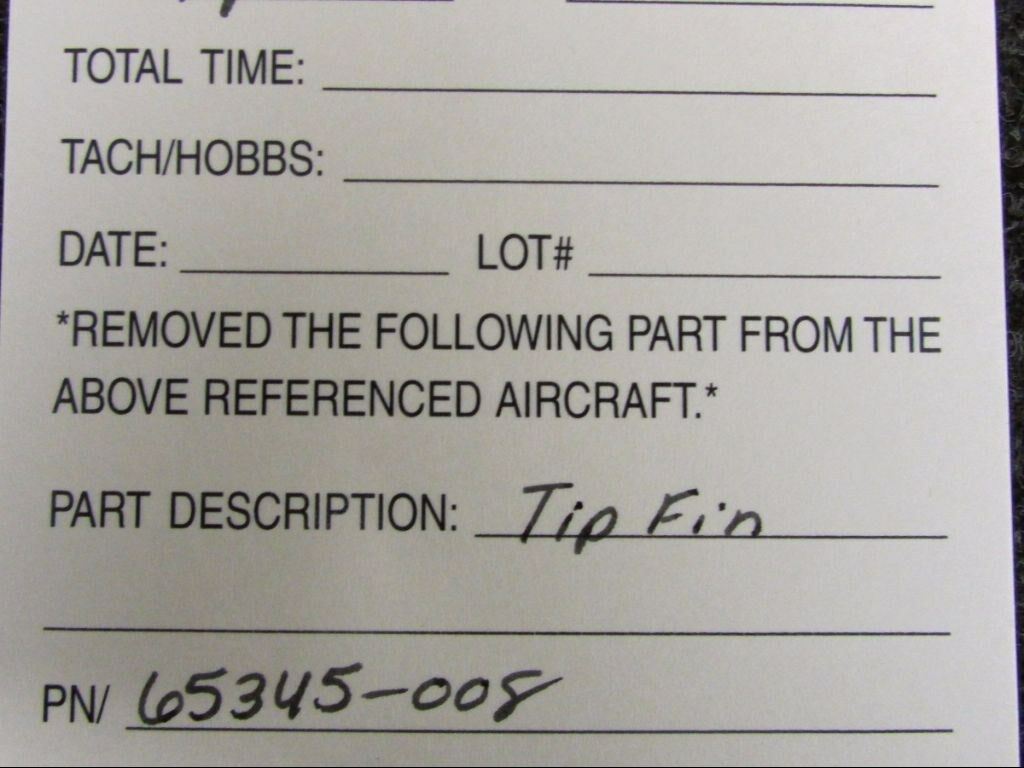 TOTAL TIME:
TACH/HOBBS:
DATE: LOT#
*REMOVED THE FOLLOWING PART FROM THE
ABOVE REFERENCED AIRCRAFT.*
PART DESCRIPTION: Tip Fin
PN/ 65345-008